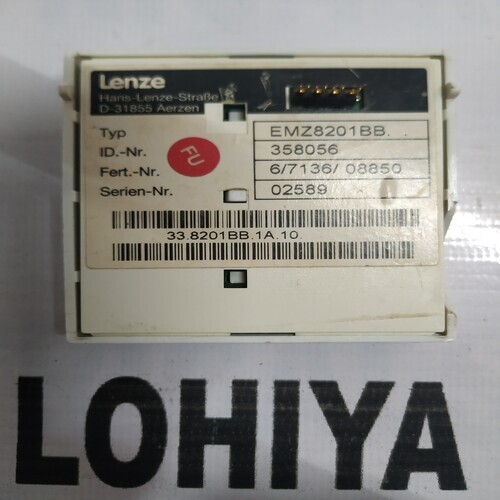 Lenze
Hans-Lenze-Straße
D-31855 Aerzen
Typ EMZ8201BB.
ID.-Nr. 358056
Fert.-Nr. 6/7136/ 08850
Serien-Nr. 02589
FU
33.8201BB.1A.10.
LOHIYA